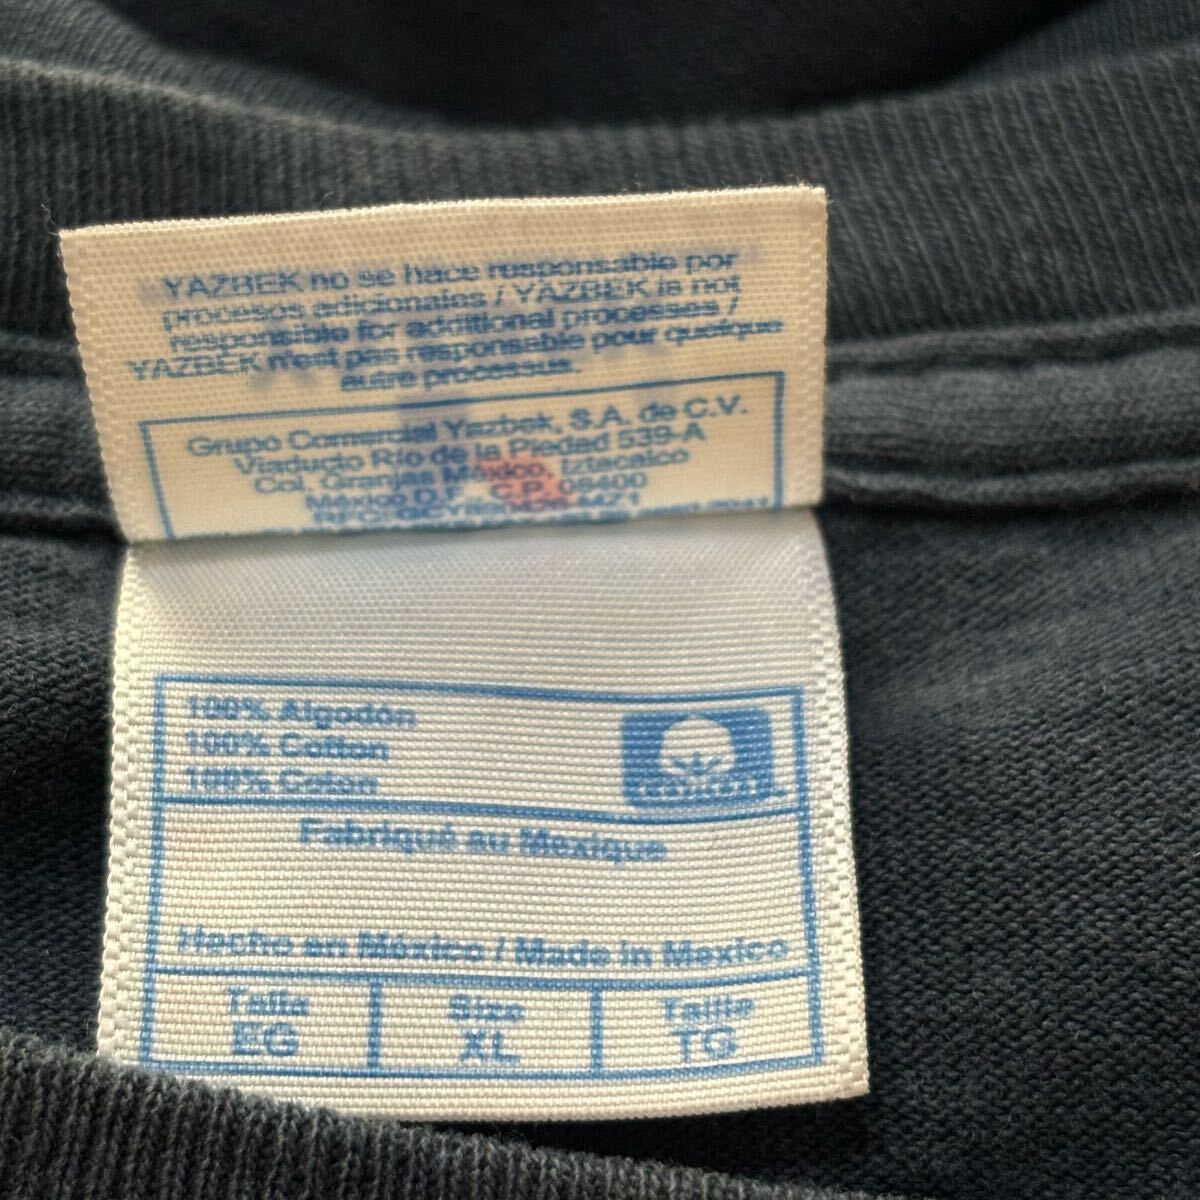 YAZBEK no se hace responsable por
procesos adicionales / YAZBEK is not
responsible for additional processes /
YAZBEK n'est pas responsable pour quelque
autre processus.
Grupo Comercial Yazbek, S.A. de C.V.
Viaducto Río de la Piedad 539-A
Col. Granjas México, Iztacalco
México D.F. C.P. 08400
100% Algodón
100% Cotton
100% Coton
Fabriqué au Mexique
Hecho en México / Made in Mexico
Talla
EG
Size
XL
Taille
TG